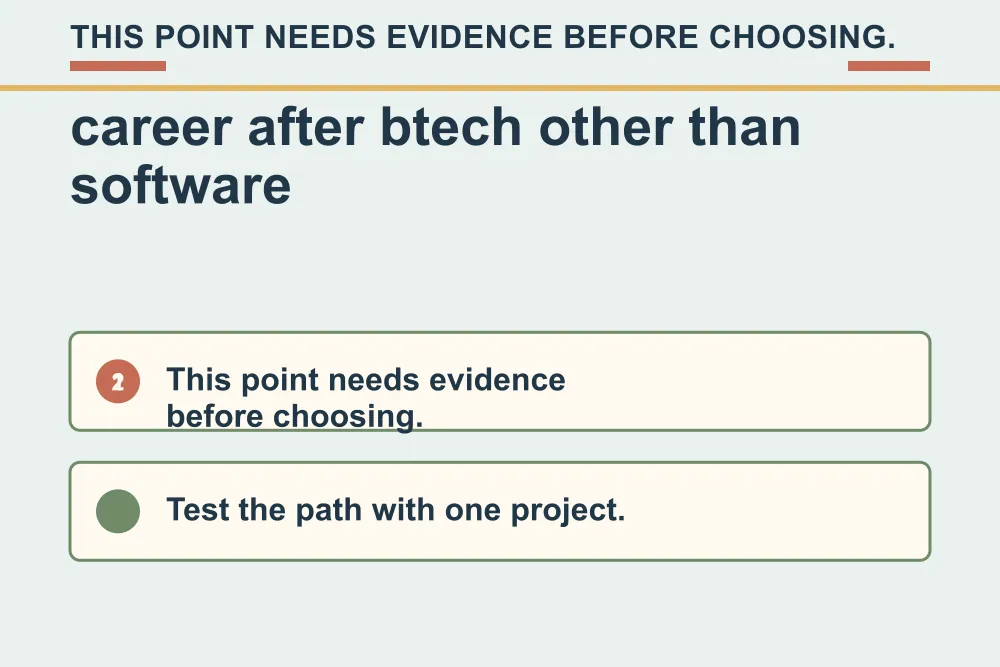 THIS POINT NEEDS EVIDENCE BEFORE CHOOSING.
career after btech other than
software
2
This point needs evidence
before choosing.
Test the path with one project.